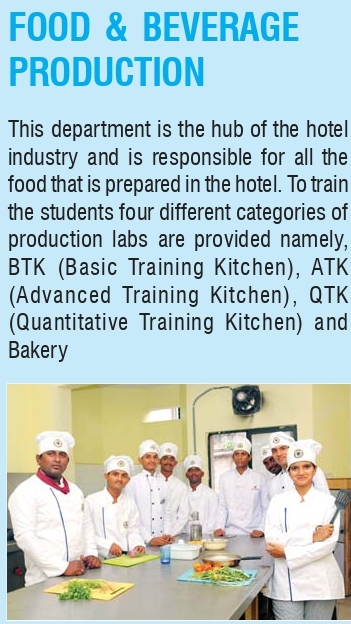 FOOD & BEVERAGE
PRODUCTION
This department is the hub of the hotel
industry and is responsible for all the
food that is prepared in the hotel. To train
the students four different categories of
production labs are provided namely,
BTK (Basic Training Kitchen), ATK
(Advanced Training Kitchen), QTK
(Quantitative Training Kitchen) and
Bakery